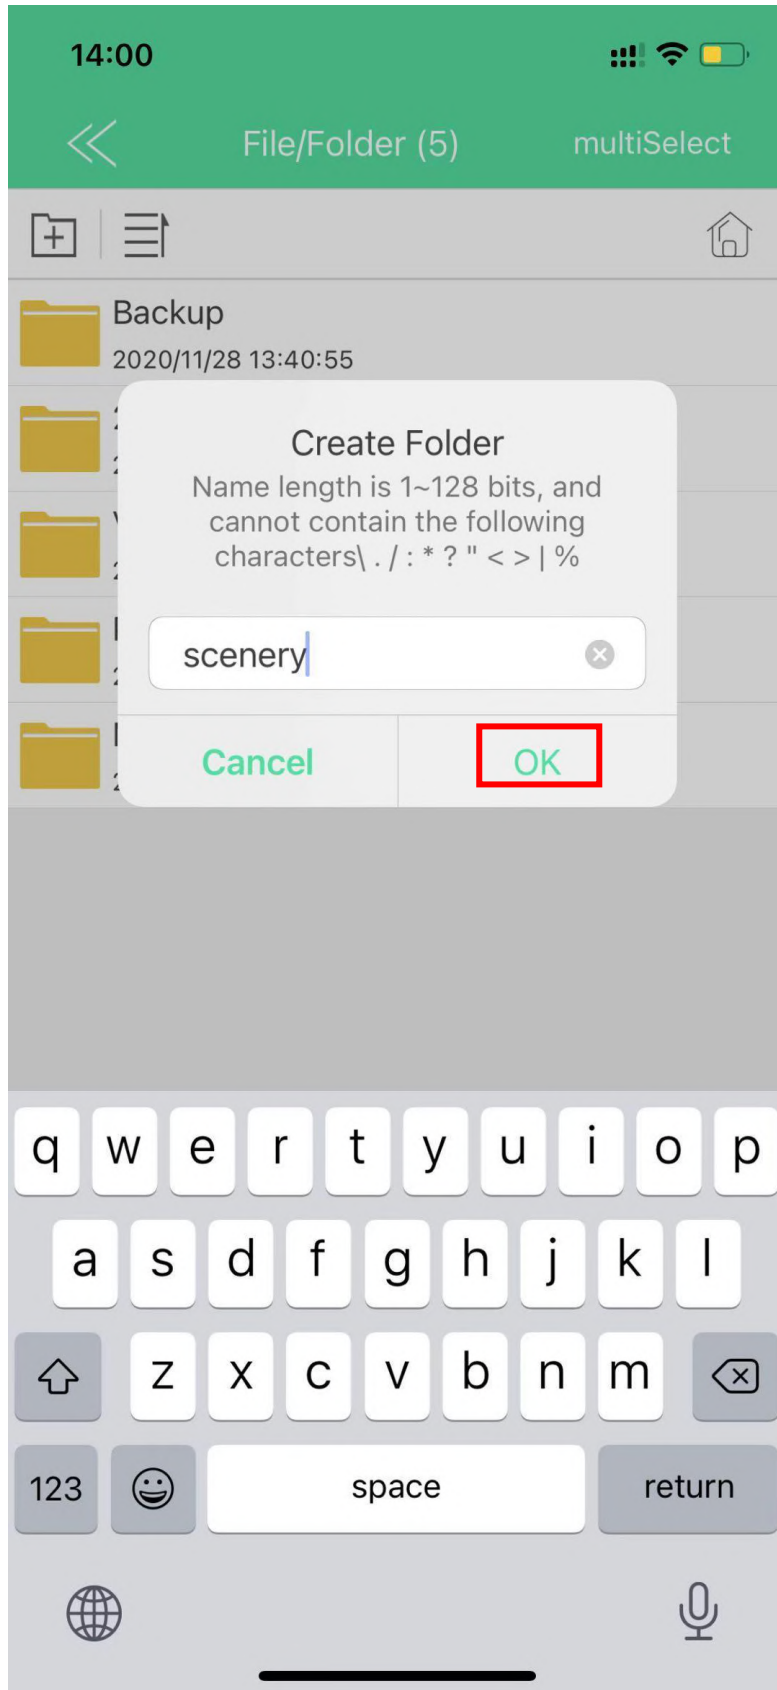 14:00
File/Folder (5)
multiSelect
Backup
2020/11/28 13:40:55
Create Folder
Name length is 1~128 bits, and
cannot contain the following
characters\ . / : * ? " < > | %
scenery
Cancel
OK
q w e r t y u i o p
a s d f g h j k l
z x c v b n m
123
space
return